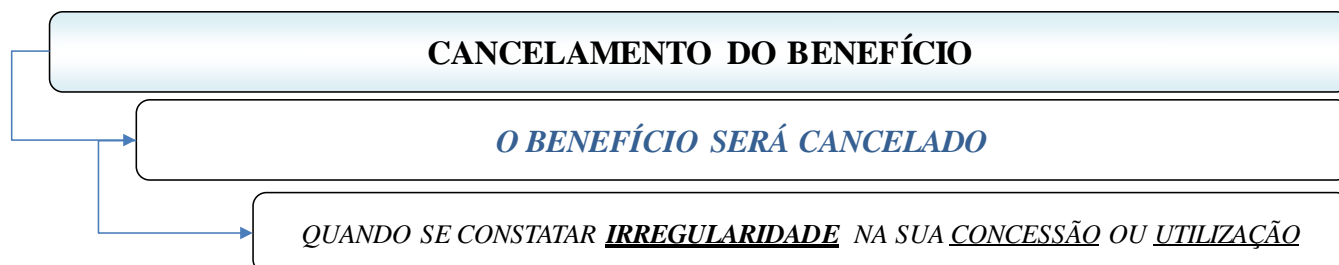 CANCELAMENTO DO BENEFÍCIO
O BENEFÍCIO SERÁ CANCELADO
QUANDO SE CONSTATAR IRREGULARIDADE NA SUA CONCESSÃO OU UTILIZAÇÃO